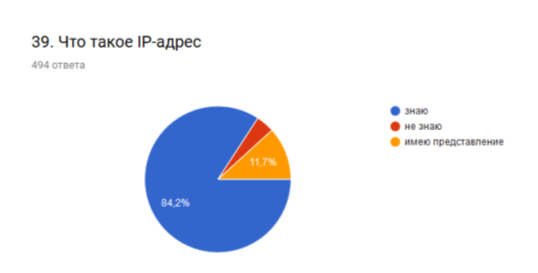 39. Что такое IP-адрес
494 ответа
знаю
не знаю
имею представление
11,7%
84,2%